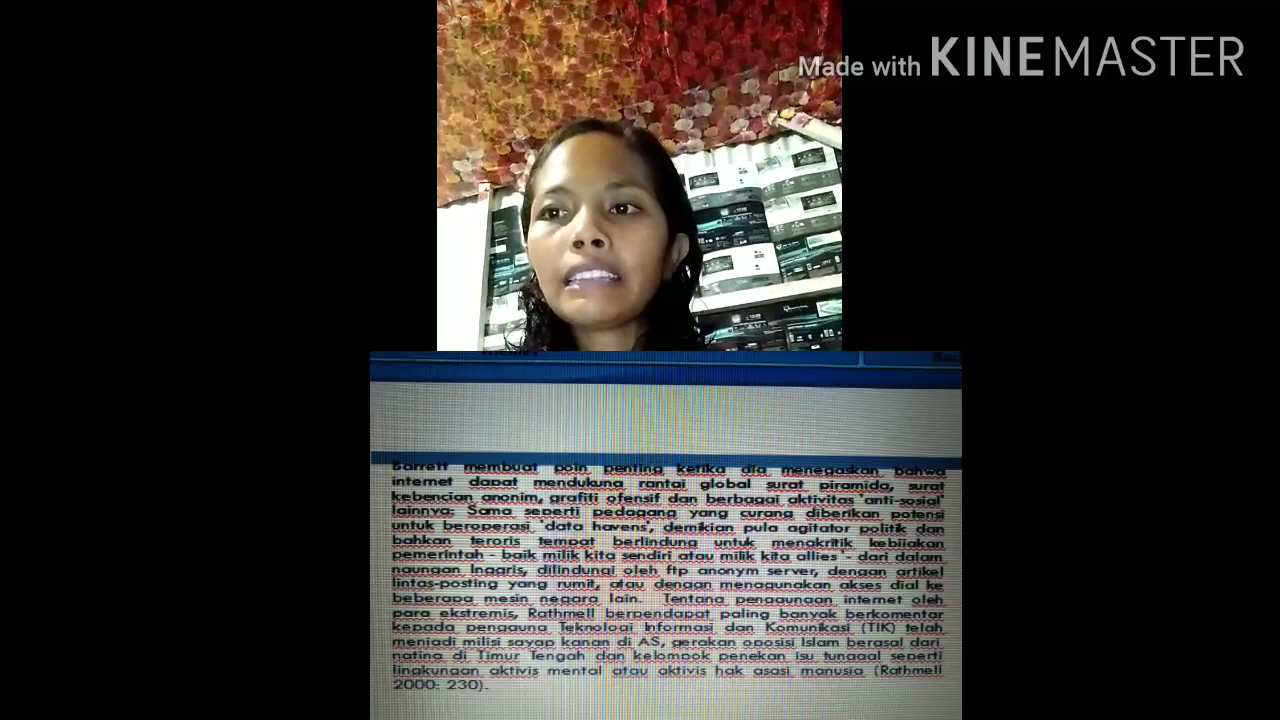 Made with KINEMASTER
Barrett membuat poin penting ketika dia menegaskan bahwa
internet dapat mendukung rantai global surat piramida, surat
kebencian anonim, grafiti ofensif dan berbagai aktivitas 'anti-sosial'
lainnya: Sama seperti pedagang yang curang diberikan potensi
untuk beroperasi 'data havens', demikian pula agitator politik dan
bahkan teroris tempat berlindung untuk menakritik kebijakan
pemerintah - baik milik kita sendiri atau milik kita allies '- dari dalam
naungan Inggris, dilindungi oleh ftp anonym server, dengan artikel
lintas-posting yang rumit, atau dengan menggunakan akses dial ke
beberapa mesin negara lain. Tentang penggunaan internet oleh
para ekstremis, Rathmell berpendapat paling banyak berkomentar
kepada pengguna Teknologi Informasi dan Komunikasi (TIK) telah
menjadi milisi sayap kanan di AS, gerakan oposisi Islam berasal dari
nating di Timur Tengah dan kelompok penekan isu tunggal seperti
lingkungan aktivis mental atau aktivis hak asasi manusia (Rathmell
2000: 230).